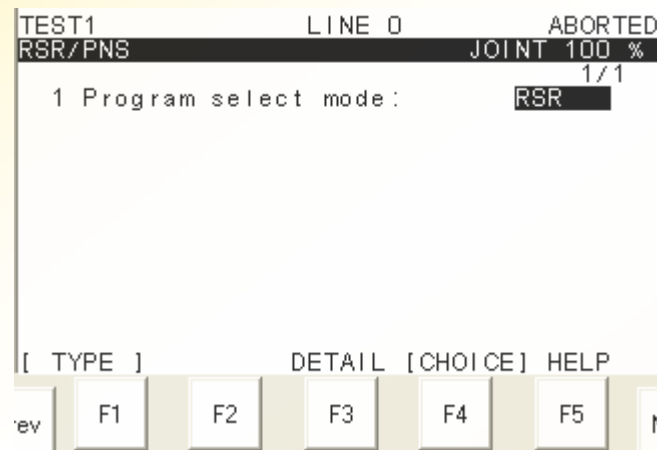 TEST1 LINE 0 ABORTED
RSR/PNS JOINT 100 %
1/1
1 Program select mode: RSR
[ TYPE ] DETAIL [CHOICE] HELP
F1 F2 F3 F4 F5